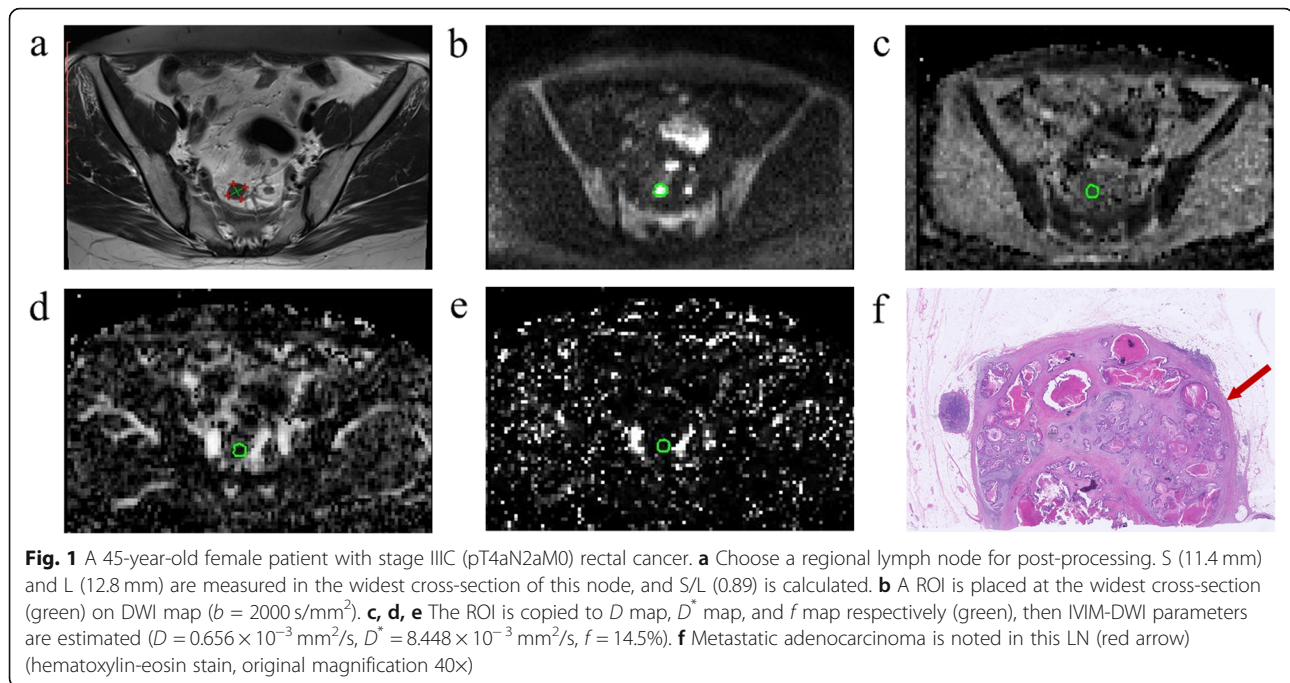 a
b
c
d
e
f
Fig. 1 A 45-year-old female patient with stage IIIC (pT4aN2aM0) rectal cancer. a Choose a regional lymph node for post-processing. S (11.4 mm)
and L (12.8 mm) are measured in the widest cross-section of this node, and S/L (0.89) is calculated. b A ROI is placed at the widest cross-section
(green) on DWI map (b = 2000 s/mm²). c, d, e The ROI is copied to D map, D* map, and f map respectively (green), then IVIM-DWI parameters
are estimated (D = 0.656 × 10⁻³ mm²/s, D* = 8.448 × 10⁻³ mm²/s, f = 14.5%). f Metastatic adenocarcinoma is noted in this LN (red arrow)
(hematoxylin-eosin stain, original magnification 40×)